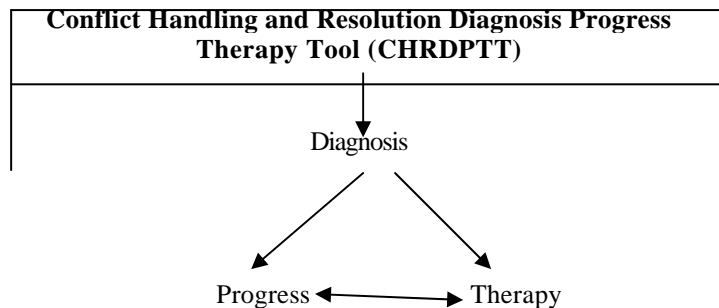 Conflict Handling and Resolution Diagnosis Progress
Therapy Tool (CHRDPTT)
Diagnosis
Progress
Therapy